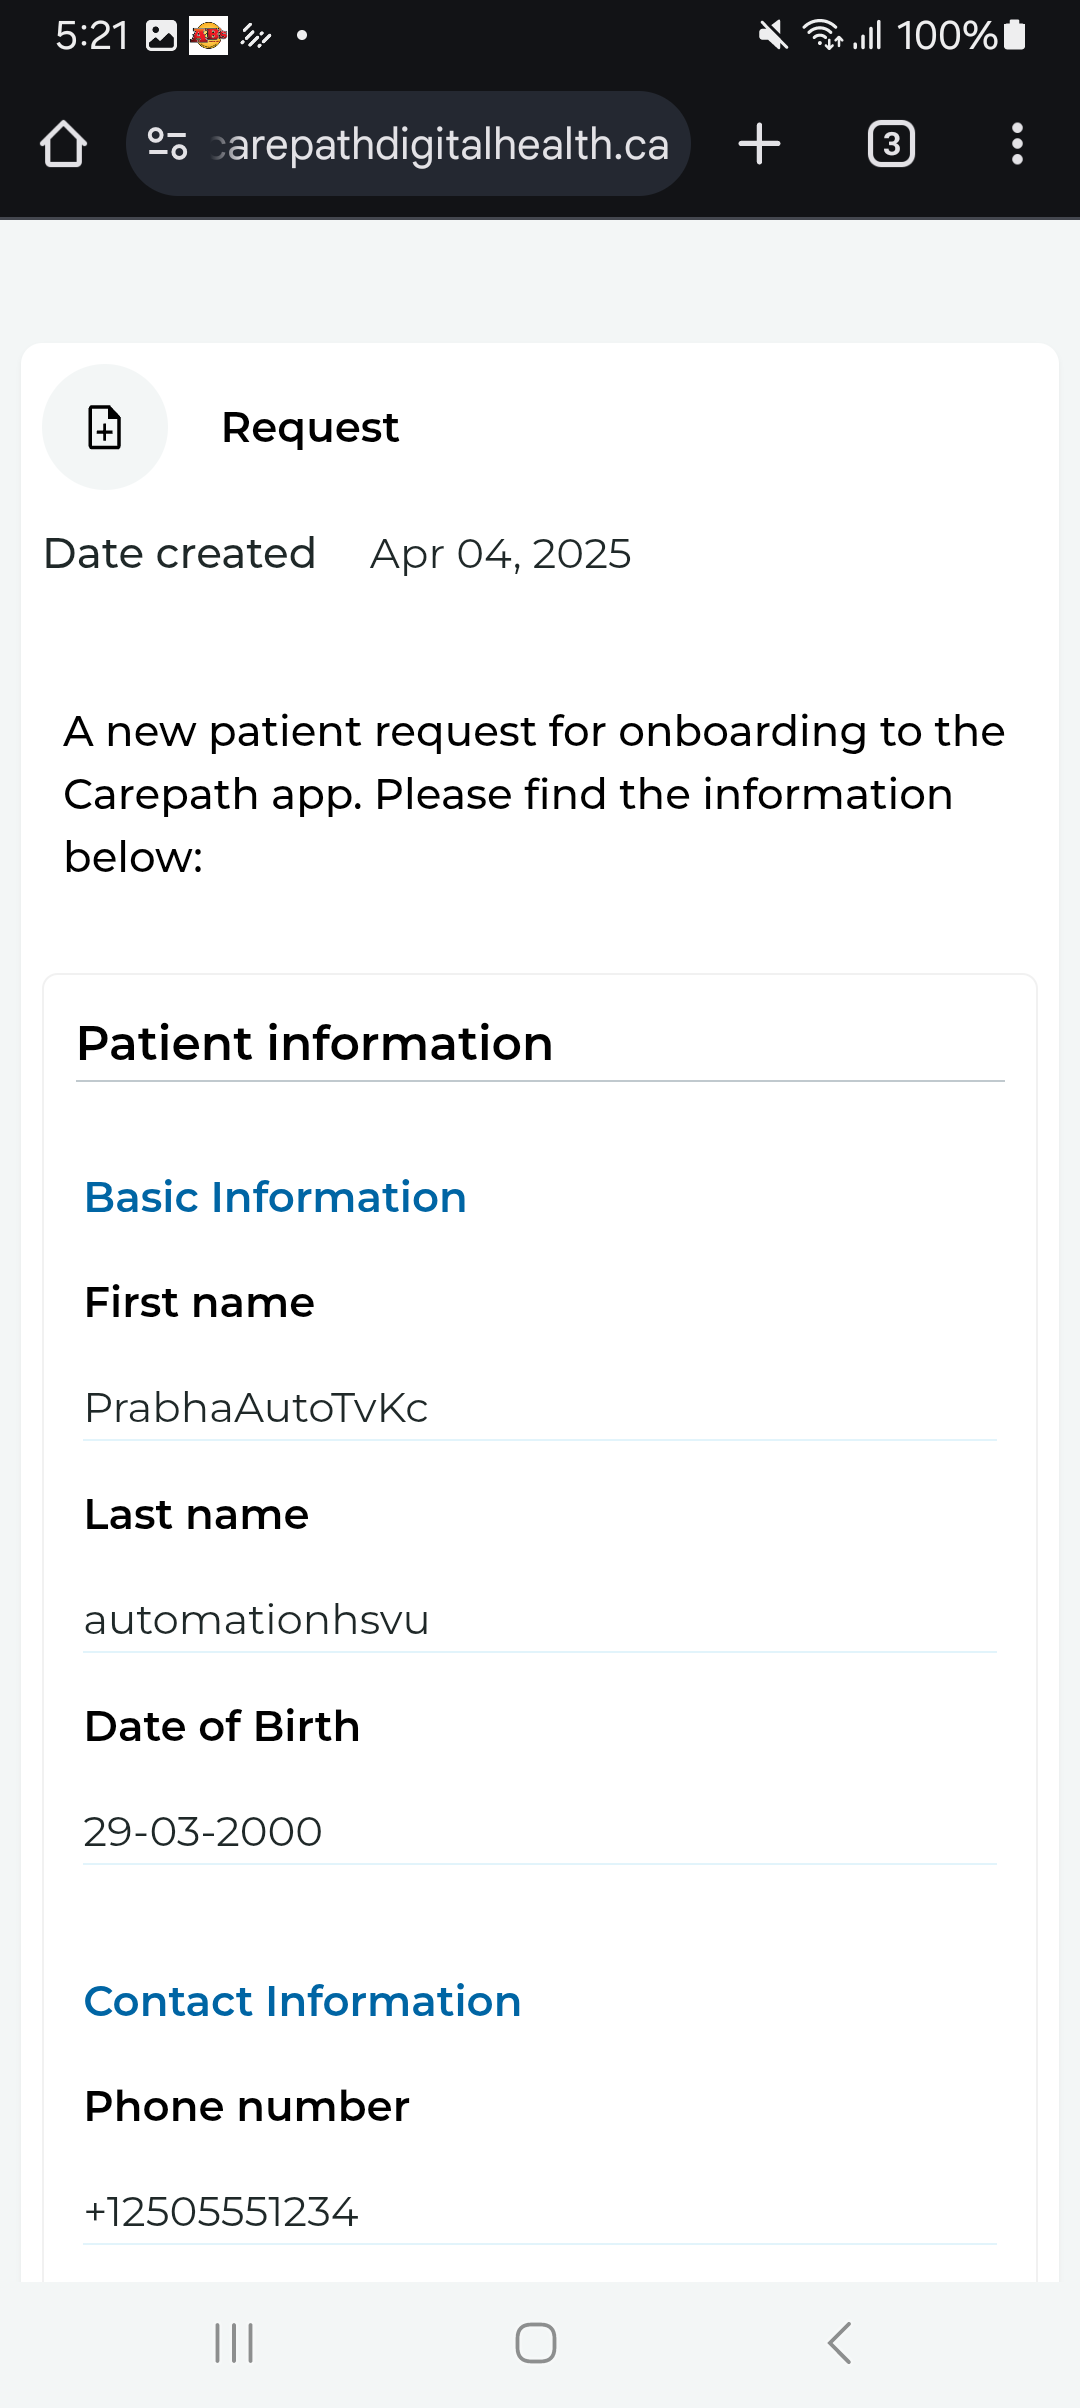 5:21
100%
carepathdigitalhealth.ca
3
Request
Date created Apr 04, 2025
A new patient request for onboarding to the
Carepath app. Please find the information
below:
Patient information
Basic Information
First name
PrabhaAutoTvKc
Last name
automationhsvu
Date of Birth
29-03-2000
Contact Information
Phone number
+12505551234